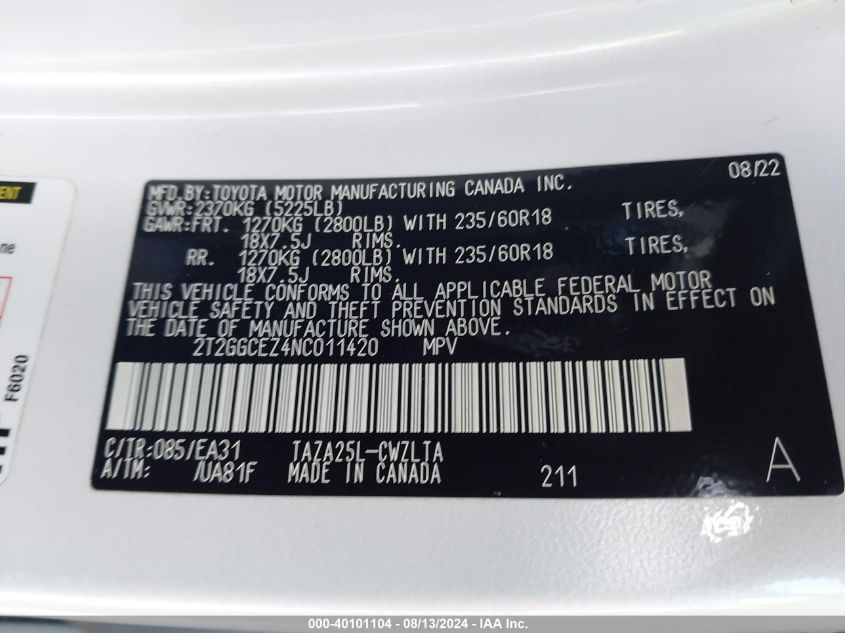 MFD.BY:TOYOTA MOTOR MANUFACTURING CANADA INC. 08/22
GVWR:2370KG (5225LB)
GAWR:FRT. 1270KG (2800LB) WITH 235/60R18 TIRES,
18X7.5J RIMS.
RR. 1270KG (2800LB) WITH 235/60R18 TIRES,
18X7.5J RIMS.
THIS VEHICLE CONFORMS TO ALL APPLICABLE FEDERAL MOTOR
VEHICLE SAFETY AND THEFT PREVENTION STANDARDS IN EFFECT ON
THE DATE OF MANUFACTURE SHOWN ABOVE.
2T2GGCEZ4NC011420 MPV
C/TR:085/EA31 TAZA25L-CWZLTA
A/TM: /UA81F MADE IN CANADA 211 A
F6020
000-40101104 - 08/13/2024 - IAA Inc.